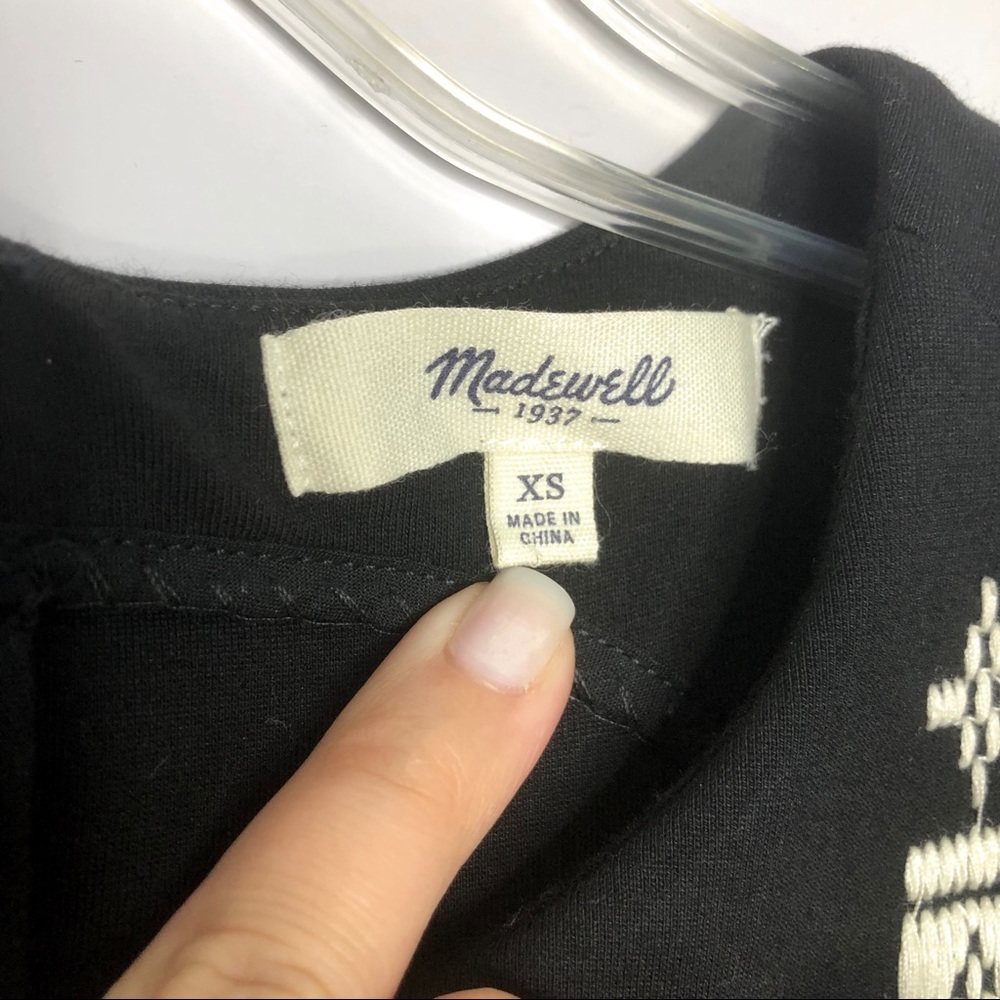 Madewell
— 1937 —
XS
MADE IN
CHINA